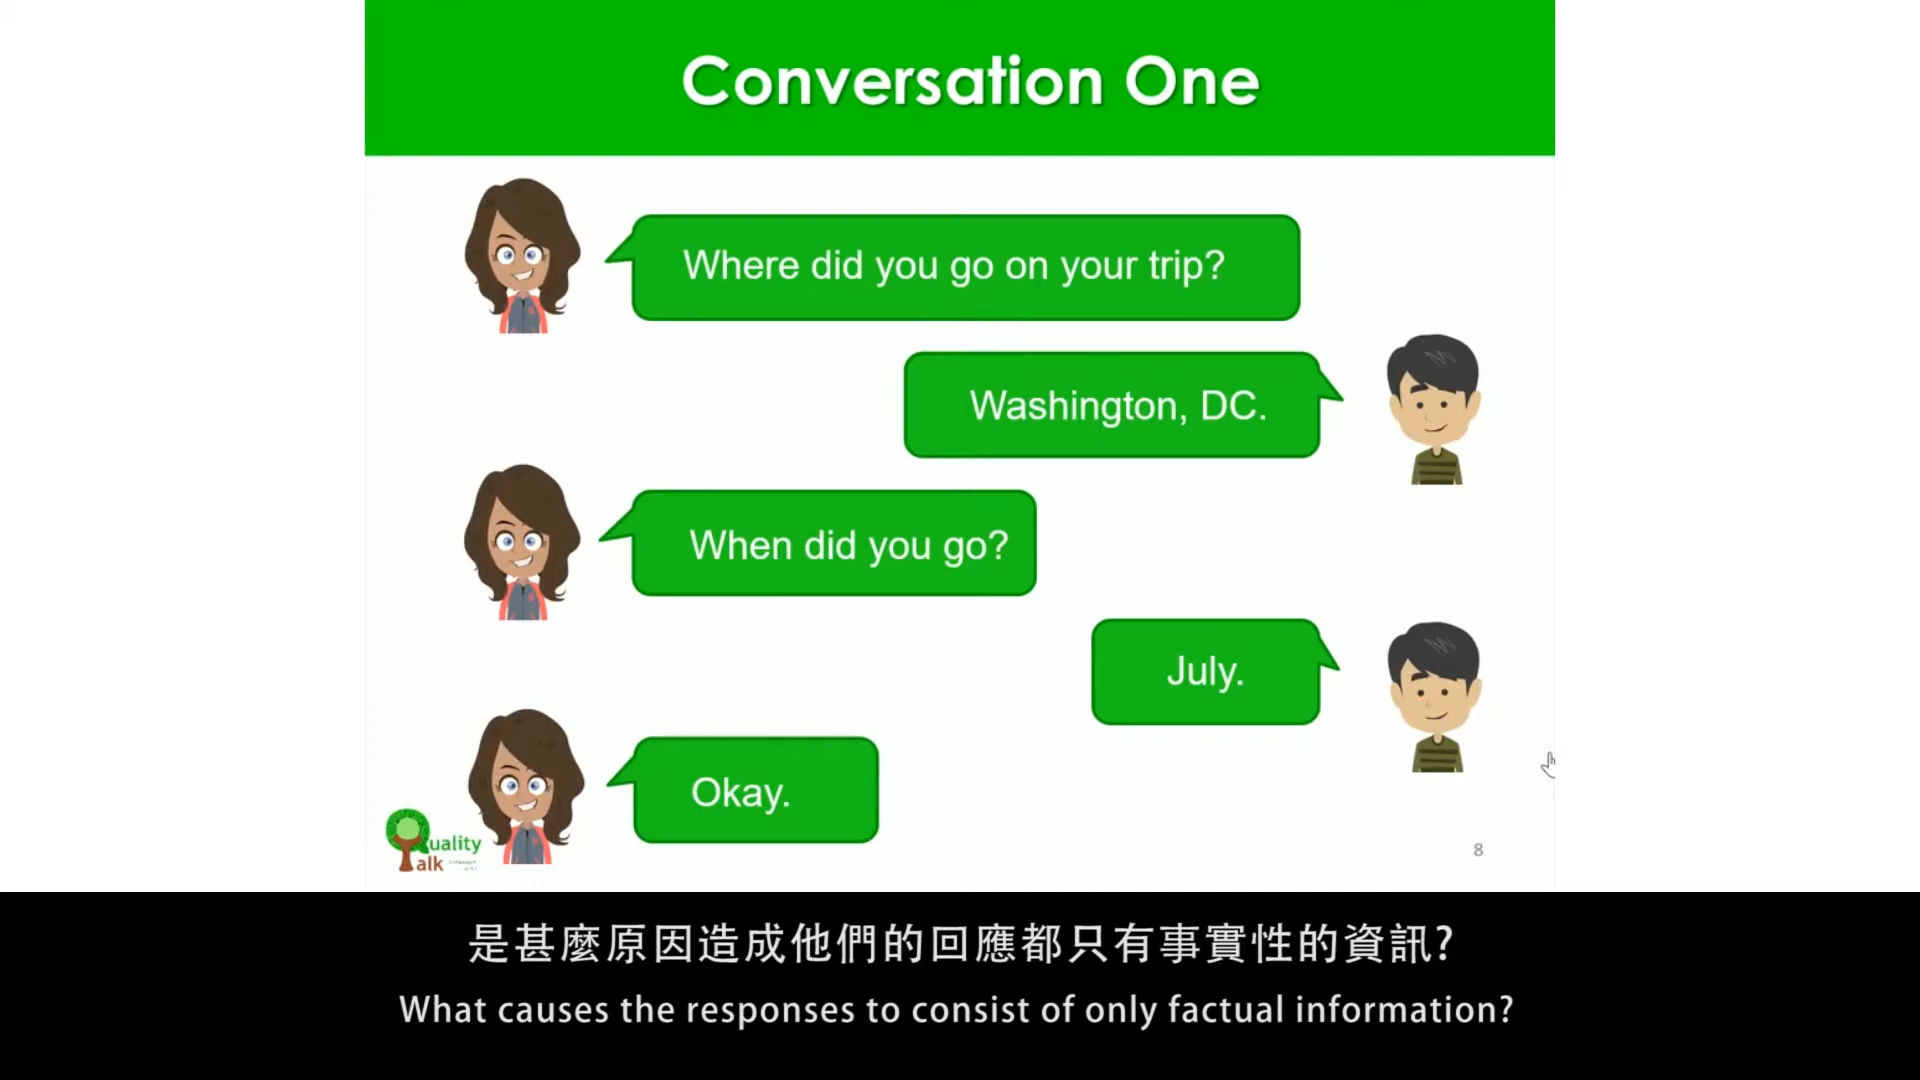 Conversation One
Where did you go on your trip?
Washington, DC.
When did you go?
July.
Okay.
Quality
Talk
8
是甚麼原因造成他們的回應都只有事實性的資訊?
What causes the responses to consist of only factual information?